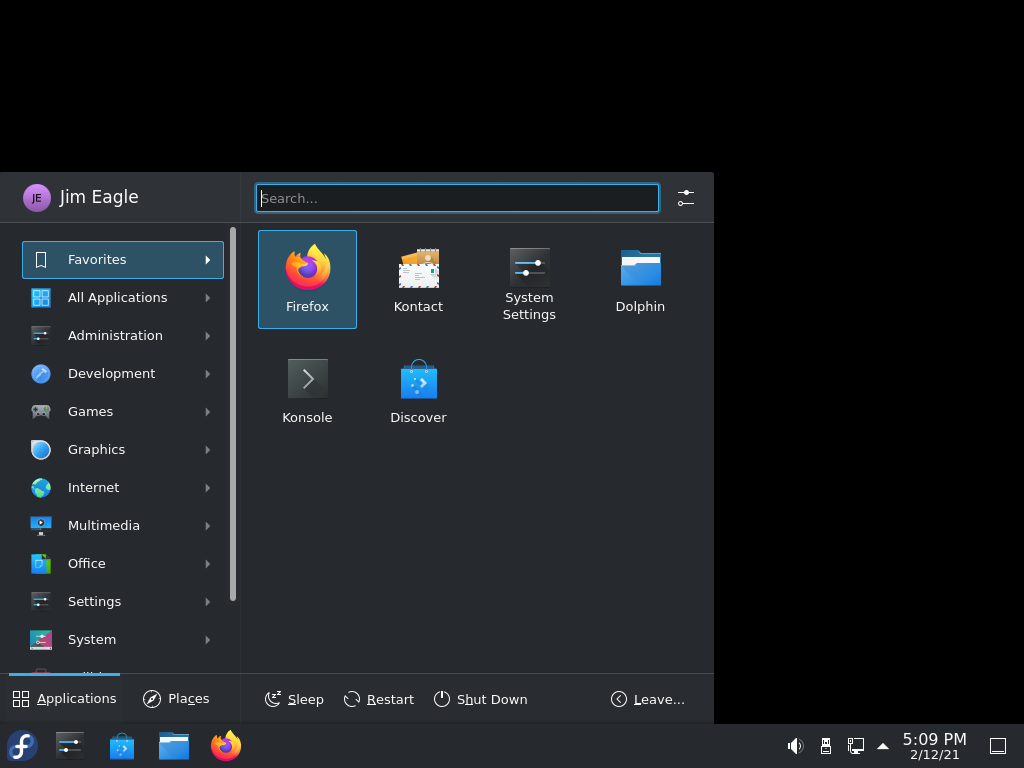 JE
Jim Eagle
Search...
Favorites
All Applications
Administration
Development
Games
Graphics
Internet
Multimedia
Office
Settings
System
Firefox
Kontact
System
Settings
Dolphin
Konsole
Discover
Applications
Places
Sleep
Restart
Shut Down
Leave...
5:09 PM
2/12/21